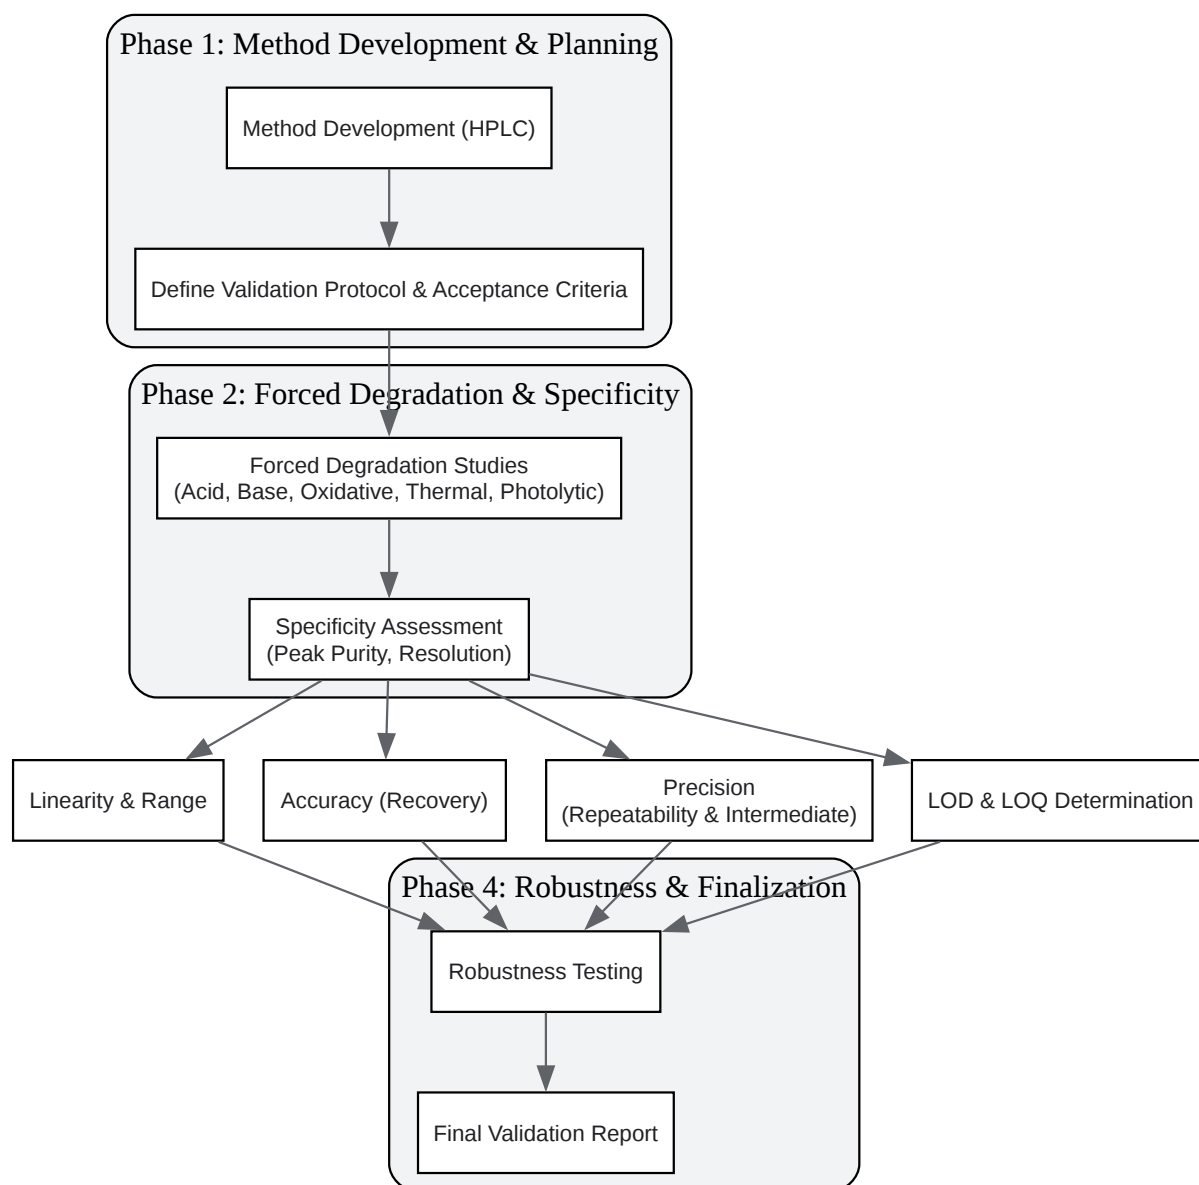 Phase 1: Method Development & Planning
Method Development (HPLC)
Define Validation Protocol & Acceptance Criteria
Phase 2: Forced Degradation & Specificity
Forced Degradation Studies
(Acid, Base, Oxidative, Thermal, Photolytic)
Specificity Assessment
(Peak Purity, Resolution)
Linearity & Range
Accuracy (Recovery)
Precision
(Repeatability & Intermediate)
LOD & LOQ Determination
Phase 4: Robustness & Finalization
Robustness Testing
Final Validation Report